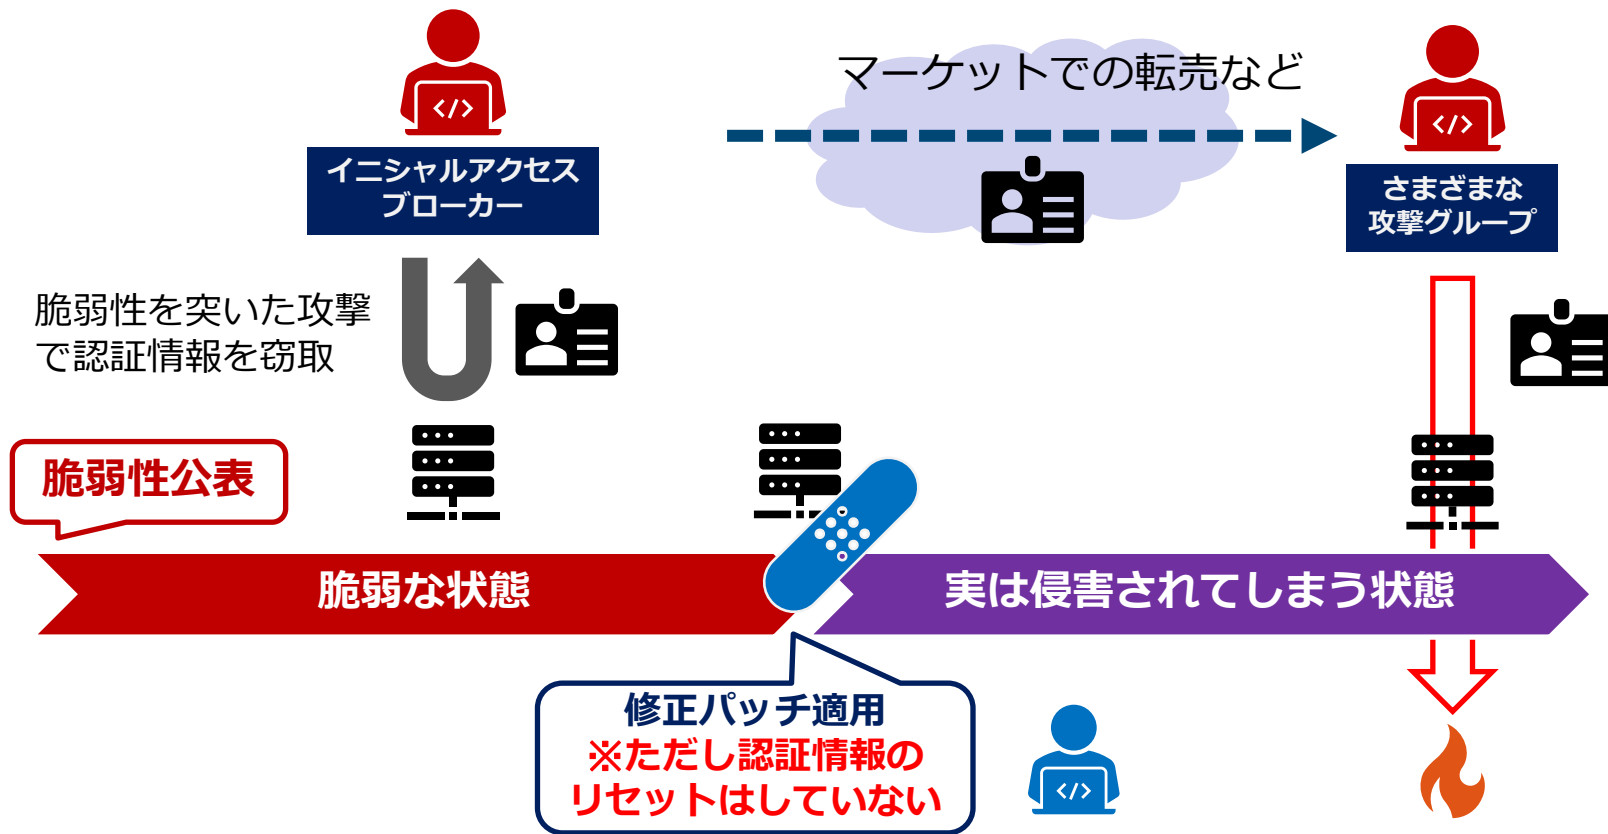 マーケットでの転売など
イニシャルアクセス
ブローカー
さまざまな
攻撃グループ
脆弱性を突いた攻撃
で認証情報を窃取
脆弱性公表
脆弱な状態
実は侵害されてしまう状態
修正パッチ適用
※ただし認証情報の
リセットはしていない